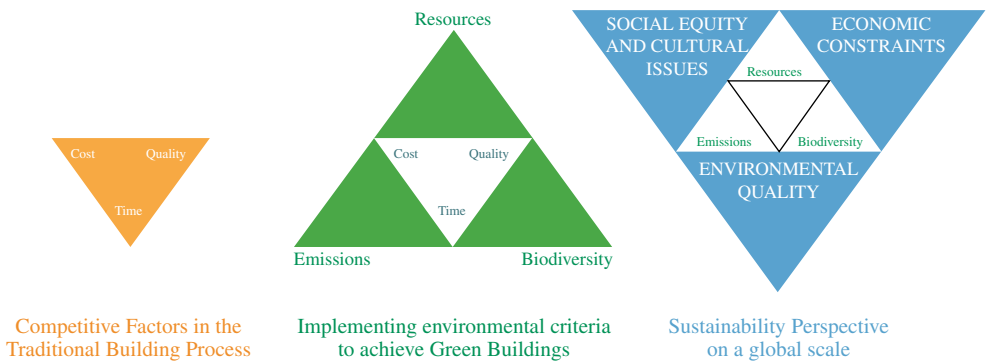 Cost
Quality
Time
Competitive Factors in the
Traditional Building Process
Resources
Cost
Quality
Time
Emissions
Biodiversity
Implementing environmental criteria
to achieve Green Buildings
SOCIAL EQUITY
AND CULTURAL
ISSUES
ECONOMIC
CONSTRAINTS
Resources
Emissions
Biodiversity
ENVIRONMENTAL
QUALITY
Sustainability Perspective
on a global scale